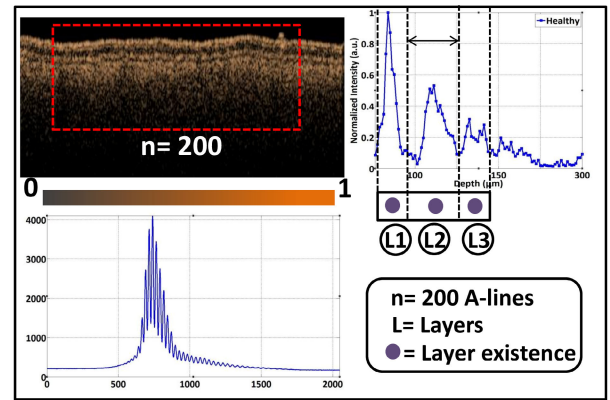 n= 200
0 1
Normalized Intensity (a.u.)
1
0.8
0.6
0.4
0.2
0
Healthy
100 150 300
Depth (µm)
L1 L2 L3
4000
3000
2000
1000
0
0 500 1000 1500 2000
n= 200 A-lines
L= Layers
= Layer existence